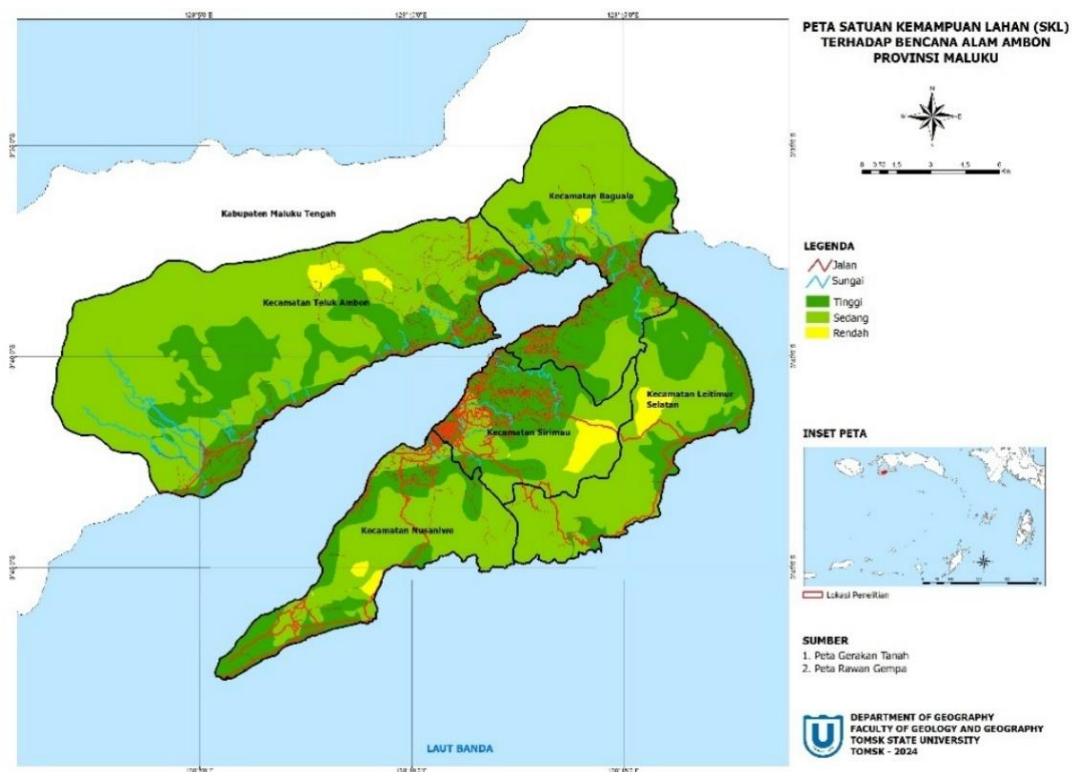 PETA SATUAN KEMAMPUAN LAHAN (SKL)
TERHADAP BENCANA ALAM AMBON
PROVINSI MALUKU
N
W
E
S
Km
Kabupaten Maluku Tengah
Kecamatan Baguala
Kecamatan Teluk Ambon
Kecamatan Leitimur
Selatan
Kecamatan Sirimau
Kecamatan Nusaniwe
LAUT BANDA
LEGENDA
Jalan
Sungai
Tinggi
Sedang
Rendah
INSET PETA
Lokasi Penelitian
SUMBER
1. Peta Gerakan Tanah
2. Peta Rawan Gempa
DEPARTMENT OF GEOGRAPHY
FACULTY OF GEOLOGY AND GEOGRAPHY
TOMSK STATE UNIVERSITY
TOMSK - 2024